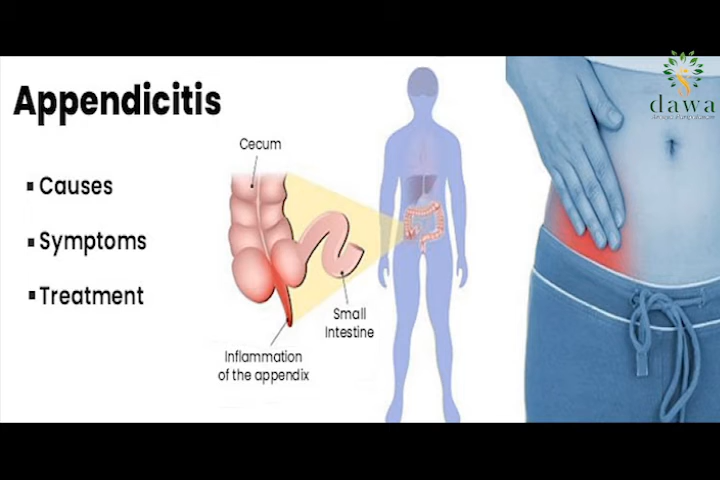 Appendicitis
▪ Causes
▪ Symptoms
▪ Treatment
Cecum
Small
Intestine
Inflammation
of the appendix
dawa